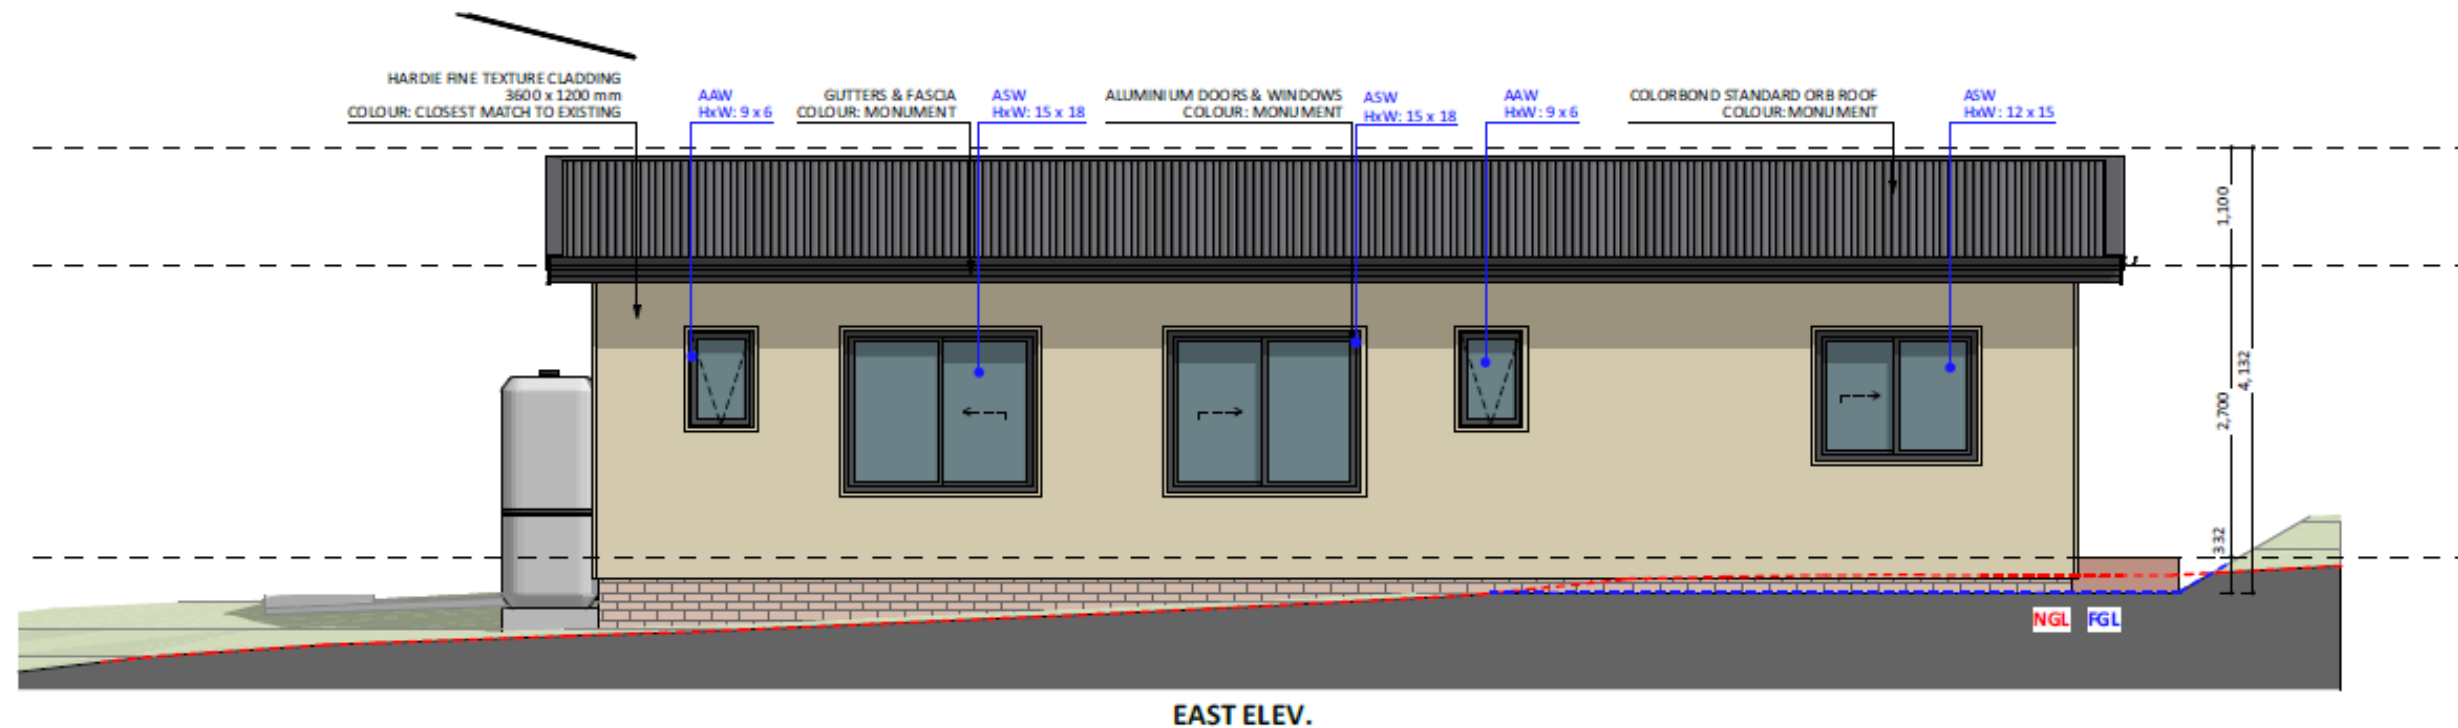 HARDIE FINE TEXTURE CLADDING
3600 x 1200 mm
COLOUR: CLOSEST MATCH TO EXISTING
AAW
HxW: 9 x 6
GUTTERS & FASCIA
COLOUR: MONUMENT
ASW
HxW: 15 x 18
ALUMINIUM DOORS & WINDOWS
COLOUR: MONUMENT
ASW
HxW: 15 x 18
AAW
HxW: 9 x 6
COLORBOND STANDARD ORB ROOF
COLOUR: MONUMENT
ASW
HxW: 12 x 15
1,100
4,132
2,700
332
NGL
FGL
EAST ELEV.